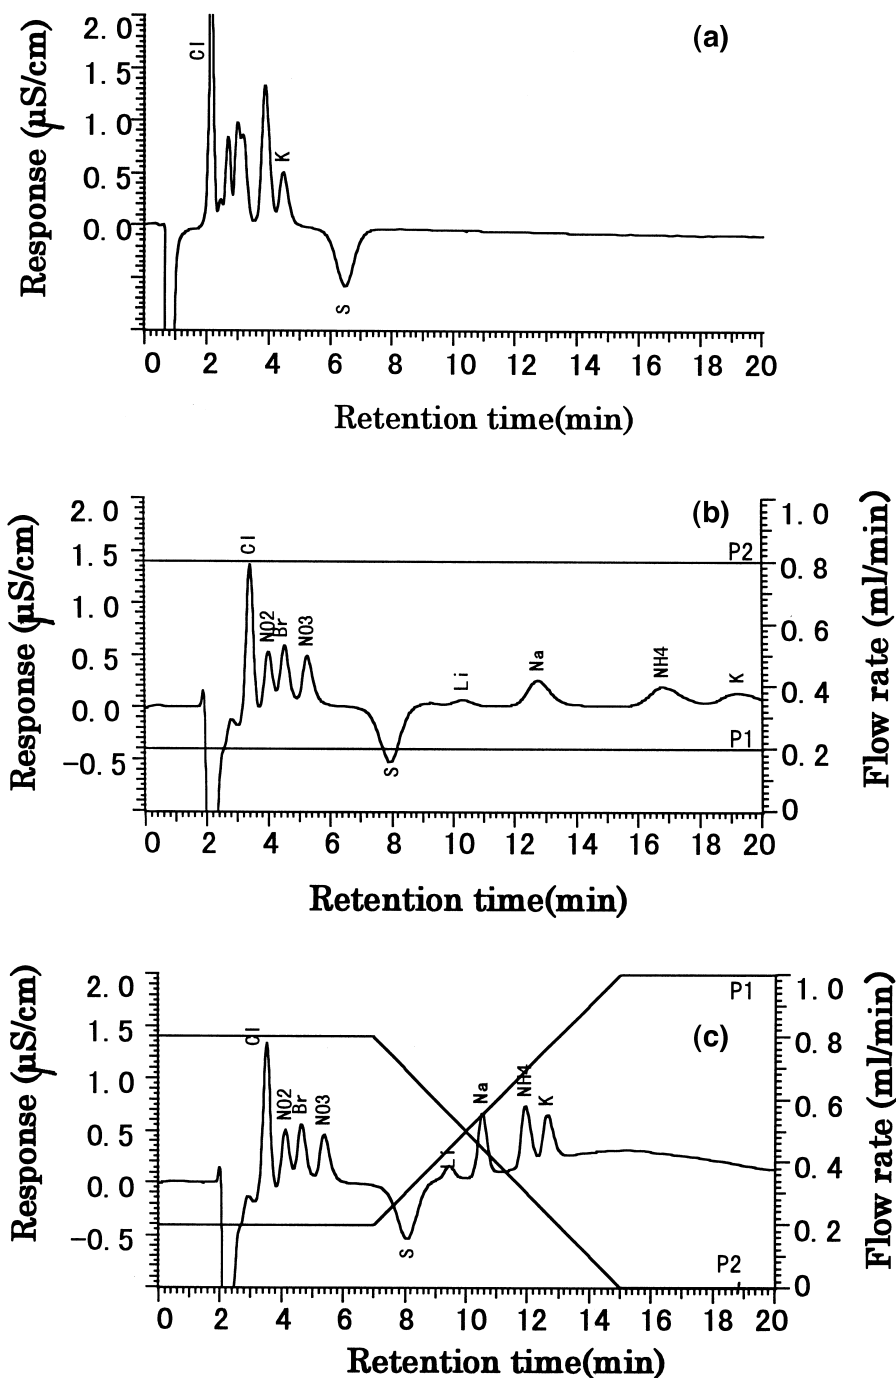 (a)
Response (µS/cm)
2.0
1.5
1.0
0.5
0.0
Cl
K
S
0 2 4 6 8 10 12 14 16 18 20
Retention time(min)
(b)
Response (µS/cm)
2.0
1.5
1.0
0.5
0.0
-0.5
Cl
NO2
Br
NO3
S
Li
Na
NH4
K
P2
P1
1.0
0.8
0.6
0.4
0.2
0
Flow rate (ml/min)
0 2 4 6 8 10 12 14 16 18 20
Retention time(min)
(c)
Response (µS/cm)
2.0
1.5
1.0
0.5
0.0
-0.5
Cl
NO2
Br
NO3
S
Li
Na
NH4
K
P1
P2
1.0
0.8
0.6
0.4
0.2
0
Flow rate (ml/min)
0 2 4 6 8 10 12 14 16 18 20
Retention time(min)